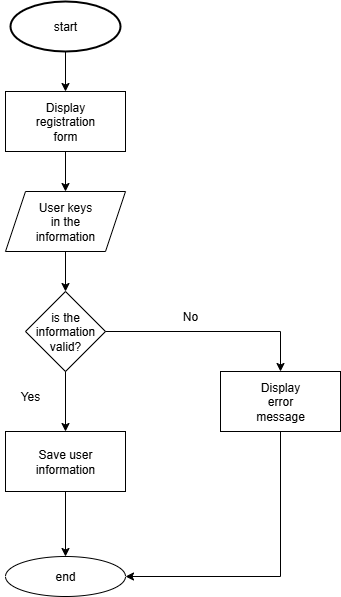 start
Display
registration
form
User keys
in the
information
is the
information
valid?
No
Yes
Display
error
message
Save user
information
end